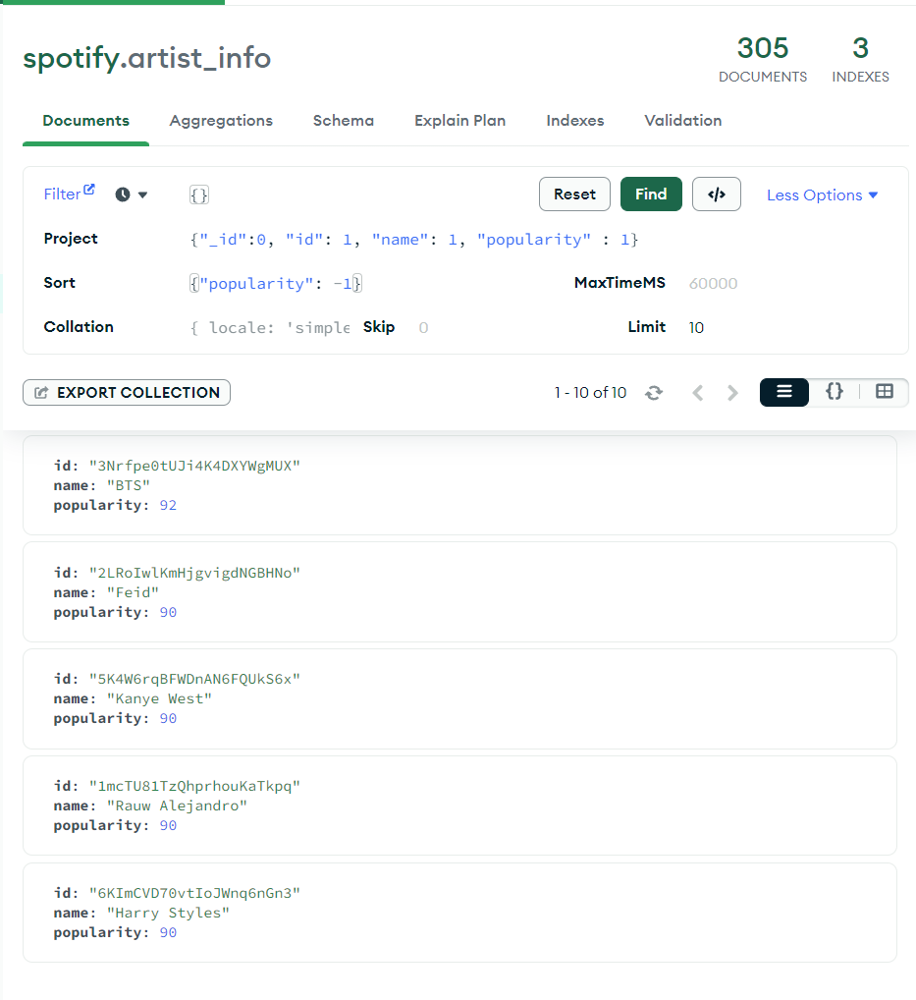 spotify.artist_info
305
DOCUMENTS
3
INDEXES
Documents Aggregations Schema Explain Plan Indexes Validation
Filter {} Reset Find </> Less Options
Project {"_id":0, "id": 1, "name": 1, "popularity" : 1}
Sort {"popularity": -1} MaxTimeMS 60000
Collation { locale: 'simple Skip 0 Limit 10
EXPORT COLLECTION 1 - 10 of 10 {}
id: "3Nrfpe0tUJi4K4DXYWgMUX"
name: "BTS"
popularity: 92
id: "2LRoIwlKmHjgvigdNGBHNo"
name: "Feid"
popularity: 90
id: "5K4W6rqBFWDnAN6FQUkS6x"
name: "Kanye West"
popularity: 90
id: "1mcTU81TzQhprhouKaTkpq"
name: "Rauw Alejandro"
popularity: 90
id: "6KImCVD70vtIoJWnq6nGn3"
name: "Harry Styles"
popularity: 90